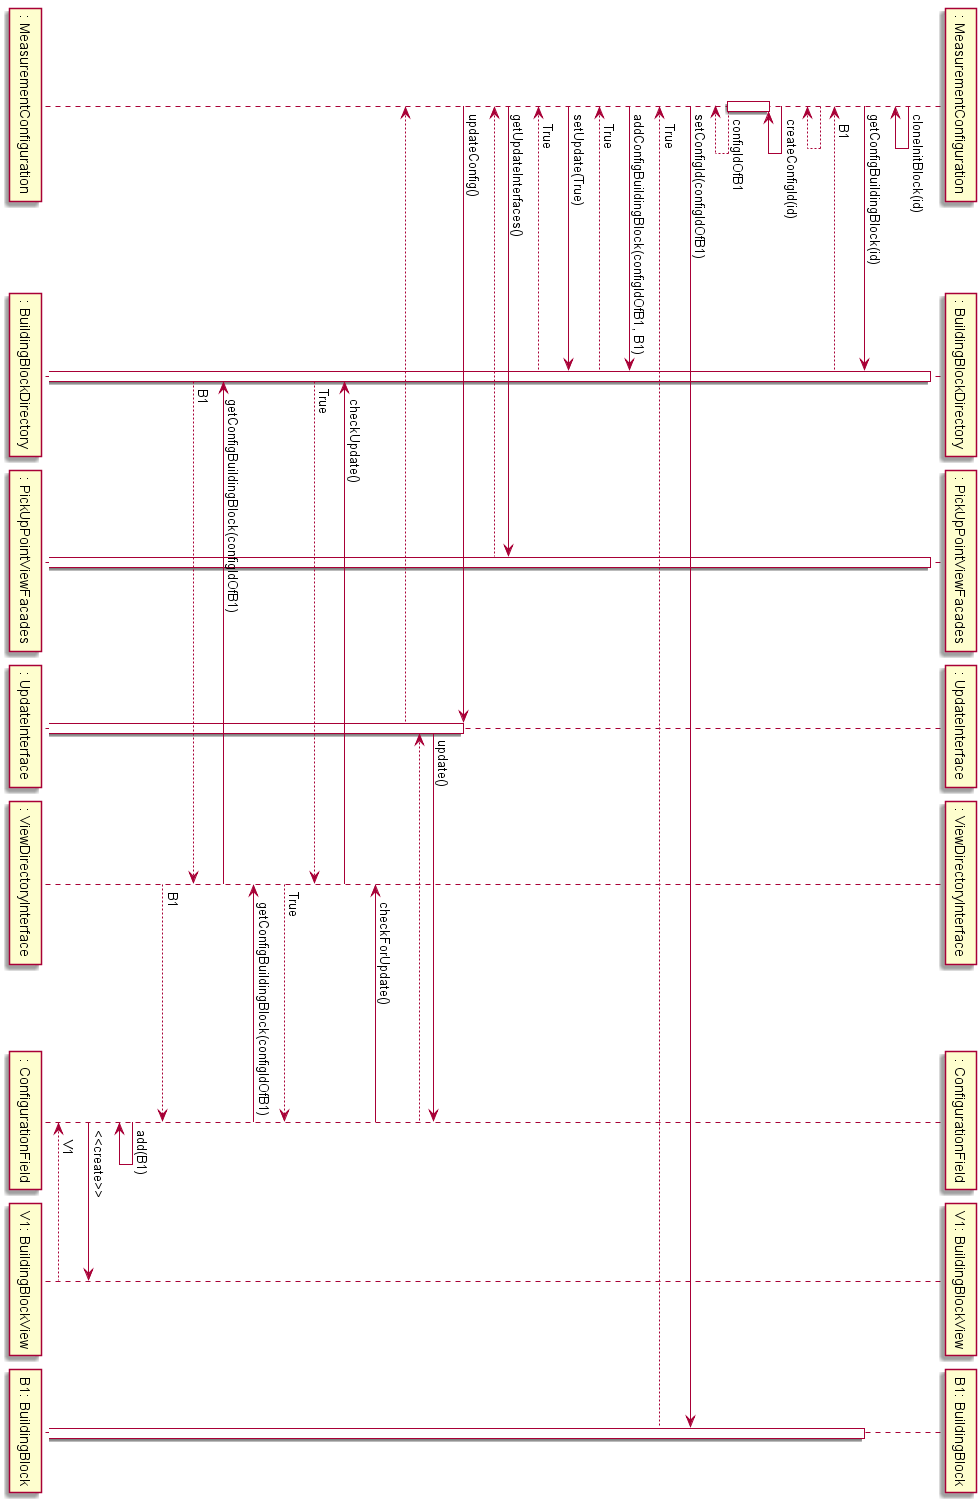 : MeasurementConfiguration
: BuildingBlockDirectory
: PickUpPointViewFacades
: UpdateInterface
: ViewDirectoryInterface
: ConfigurationField
V1: BuildingBlockView
B1: BuildingBlock
cloneInitBlock(id)
getConfigBuildingBlock(id)
B1
createConfigId(id)
configIdOfB1
setConfigId(configIdOfB1)
True
addConfigBuildingBlock(configIdOfB1, B1)
True
setUpdate(True)
True
getUpdateInterfaces()
updateConfig()
update()
checkForUpdate()
checkUpdate()
True
True
getConfigBuildingBlock(configIdOfB1)
getConfigBuildingBlock(configIdOfB1)
B1
B1
add(B1)
<<create>>
V1
: MeasurementConfiguration
: BuildingBlockDirectory
: PickUpPointViewFacades
: UpdateInterface
: ViewDirectoryInterface
: ConfigurationField
V1: BuildingBlockView
B1: BuildingBlock